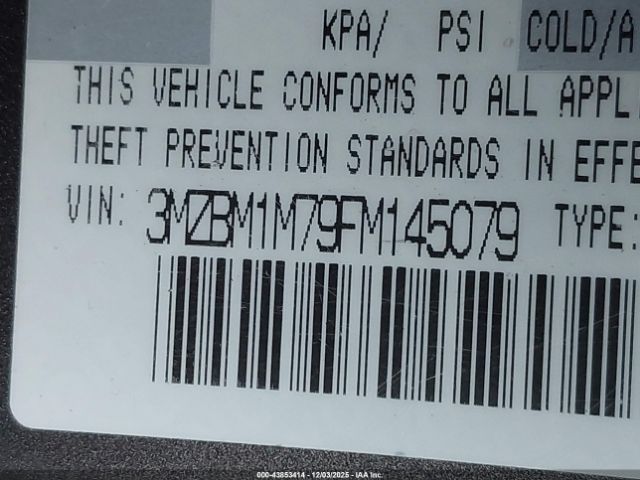 KPA/ PSI COLD/A
THIS VEHICLE CONFORMS TO ALL APPL
THEFT PREVENTION STANDARDS IN EFFE
VIN: 3MZBM1M79FM145079 TYPE:
000-43853414 - 12/03/2025 - IAA Inc.